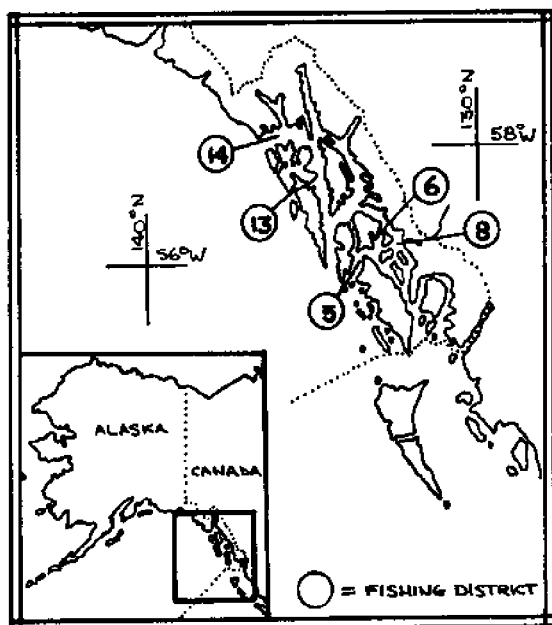 130°N
58°W
14
6
13
8
140°N
56°W
5
ALASKA
CANADA
= FISHING DISTRICT